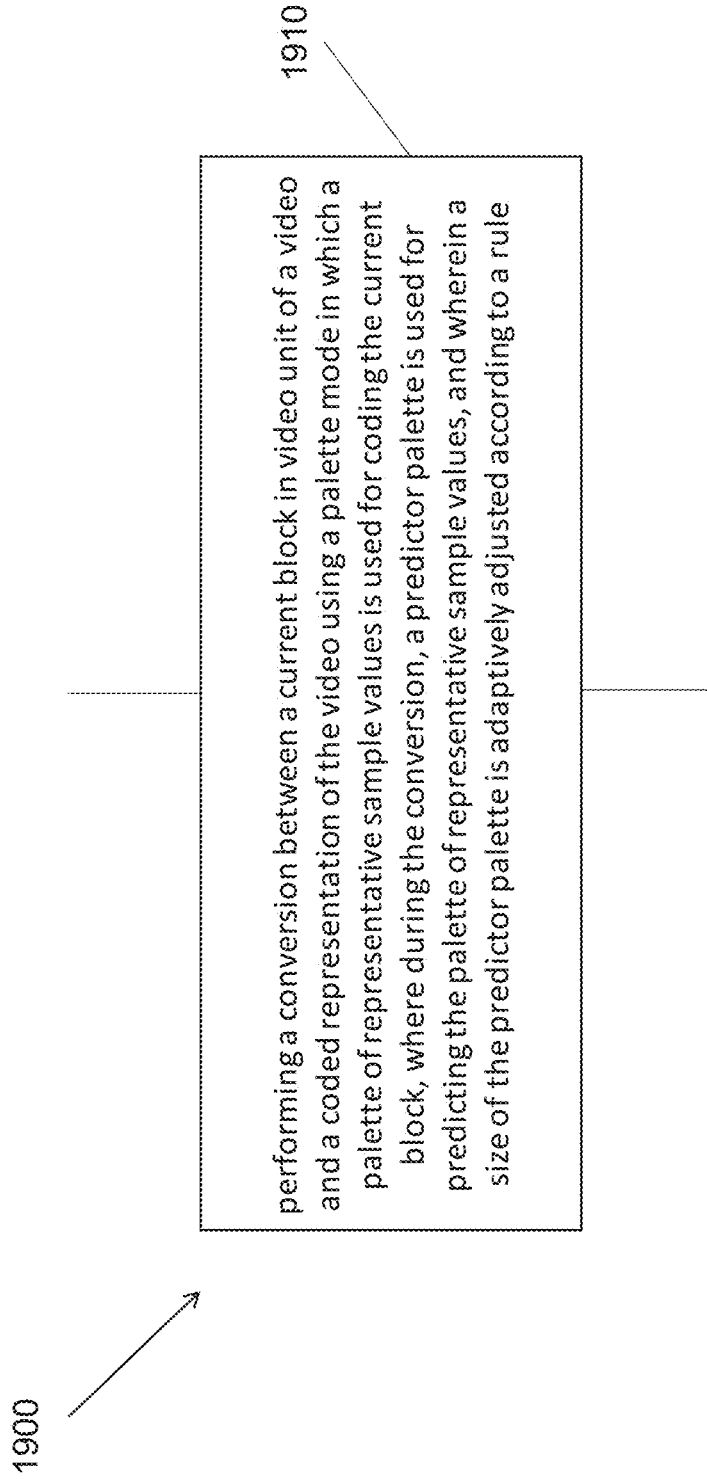 1900
1910
performing a conversion between a current block in video unit of a video
and a coded representation of the video using a palette mode in which a
palette of representative sample values is used for coding the current
block, where during the conversion, a predictor palette is used for
predicting the palette of representative sample values, and wherein a
size of the predictor palette is adaptively adjusted according to a rule